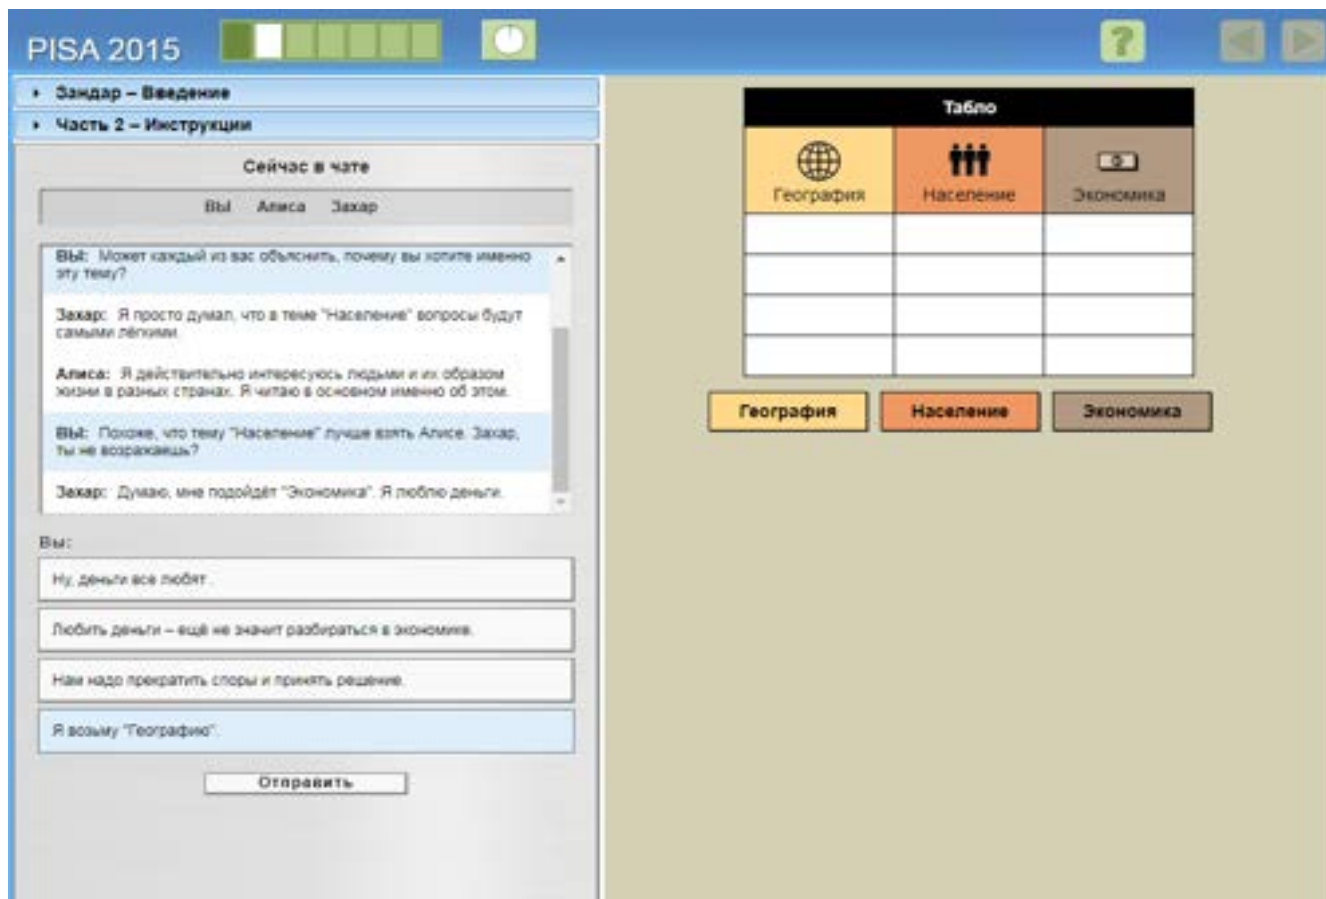 PISA 2015
?
Зандар – Введение
Часть 2 – Инструкции
Сейчас в чате
ВЫ Алиса Захар
ВЫ: Может каждый из вас объяснить, почему вы хотите именно
эту тему?
Захар: Я просто думал, что в теме "Население" вопросы будут
самыми лёгкими.
Алиса: Я действительно интересуюсь людьми и их образом
жизни в разных странах. Я читаю в основном именно об этом.
ВЫ: Похоже, что тему "Население" лучше взять Алисе. Захар,
ты не возражаешь?
Захар: Думаю, мне подойдёт "Экономика". Я люблю деньги.
Вы:
Ну, деньги все любят .
Любить деньги – ещё не значит разбираться в экономике.
Нам надо прекратить споры и принять решение.
Я возьму "Географию".
Отправить
Табло
География Население Экономика
География Население Экономика